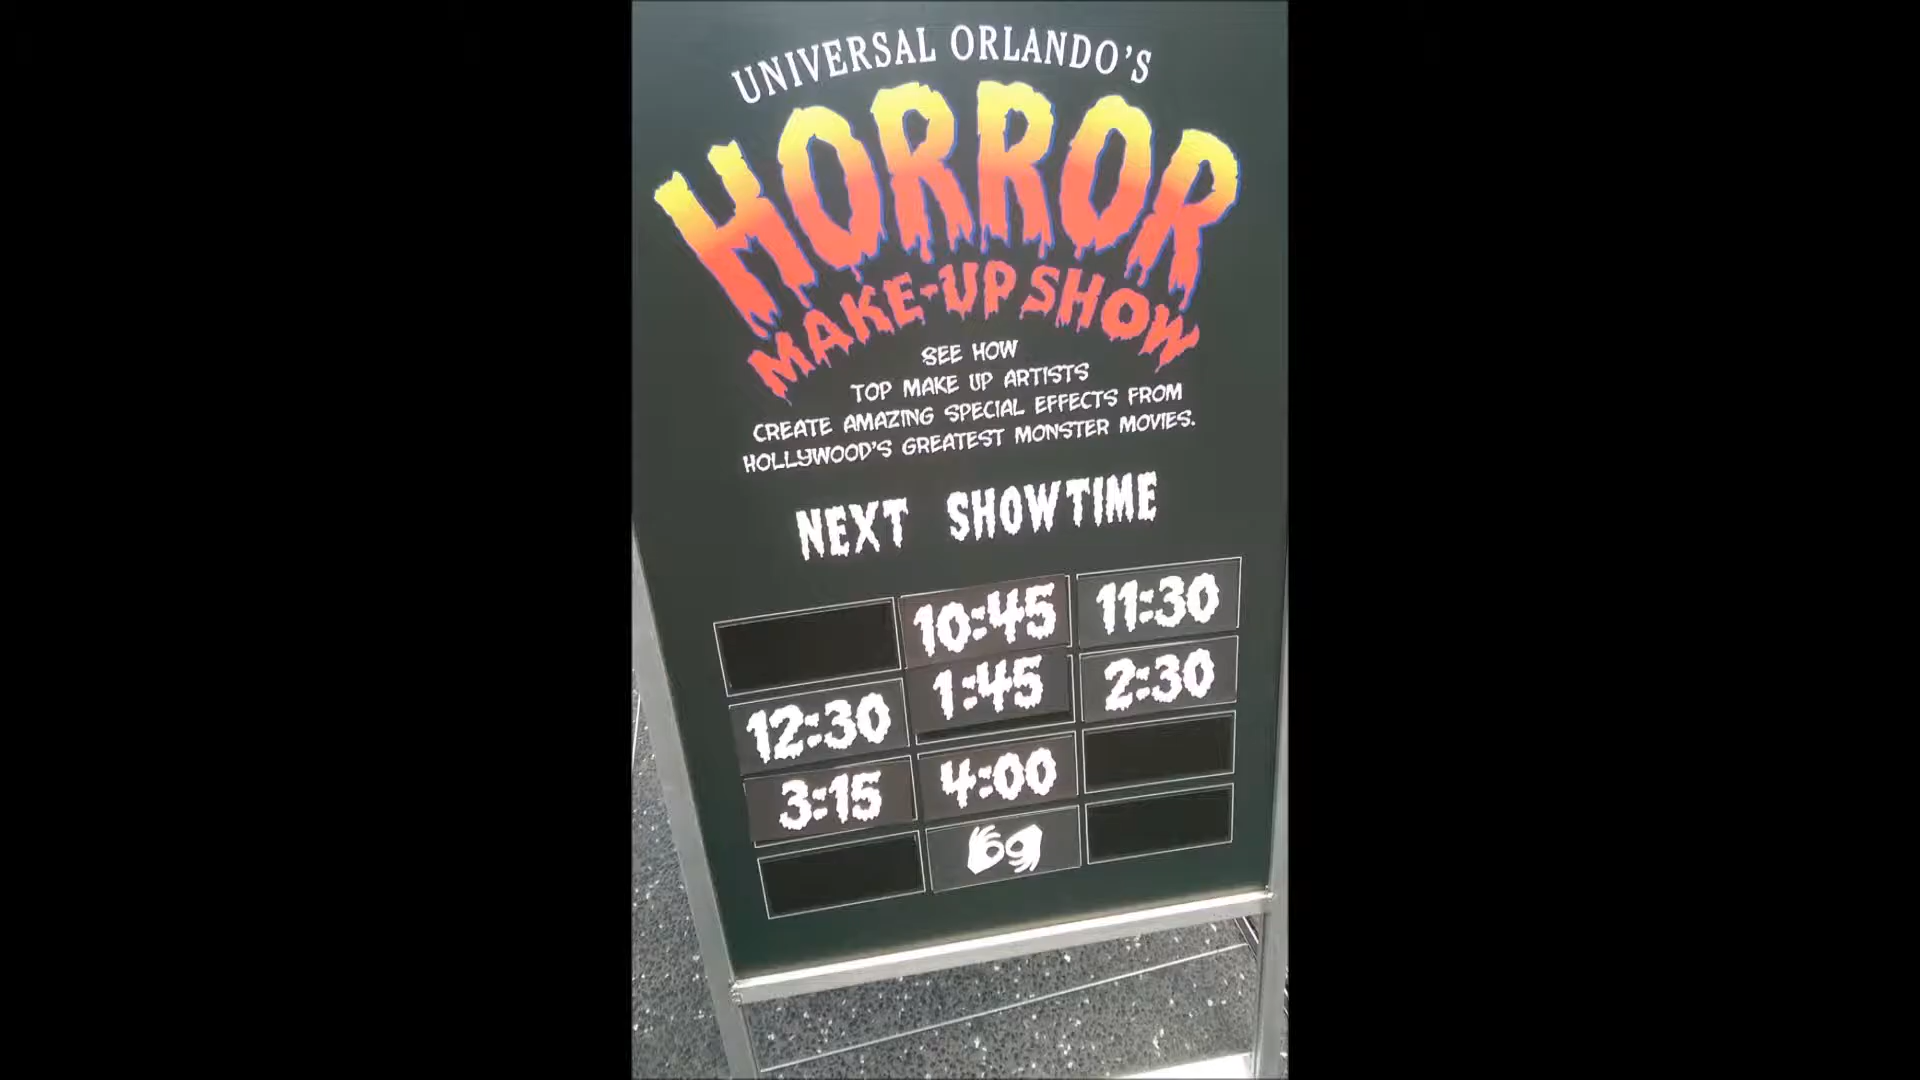 UNIVERSAL ORLANDO'S
HORROR
MAKE-UP SHOW
SEE HOW
TOP MAKE UP ARTISTS
CREATE AMAZING SPECIAL EFFECTS FROM
HOLLYWOOD'S GREATEST MONSTER MOVIES.
NEXT SHOWTIME
10:45 11:30
12:30 1:45 2:30
3:15 4:00